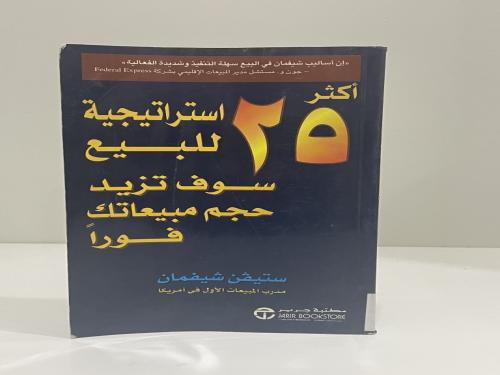 «إن أساليب شيفمان في البيع سهلة التنفيذ وشديدة الفعالية»
- جون و. مستشل مدير المبيعات الإقليمي بشركة Federal Express
أكثر
٢٥ استراتيجية
للبيع
سوف تزيد
حجم مبيعاتك
فوراً
ستيفن شيفمان
مدرب المبيعات الأول في أمريكا
مكتبة جرير
JARIR BOOKSTORE